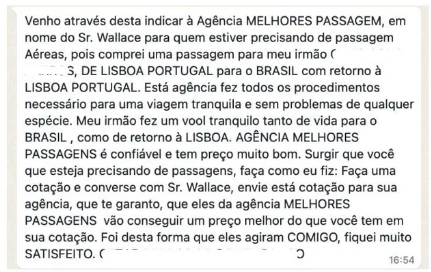 Venho através desta indicar à Agência MELHORES PASSAGEM, em
nome do Sr. Wallace para quem estiver precisando de passagem
Aéreas, pois comprei uma passagem para meu irmão
DE LISBOA PORTUGAL para o BRASIL com retorno à
LISBOA PORTUGAL. Está agência fez todos os procedimentos
necessário para uma viagem tranquila e sem problemas de qualquer
espécie. Meu irmão fez um vool tranquilo tanto de vida para o
BRASIL , como de retorno à LISBOA. AGÊNCIA MELHORES
PASSAGENS é confiável e tem preço muito bom. Surgir que você
que esteja precisando de passagens, faça como eu fiz: Faça uma
cotação e converse com Sr. Wallace, envie está cotação para sua
agência, que te garanto, que eles da agência MELHORES
PASSAGENS vão conseguir um preço melhor do que você tem em
sua cotação. Foi desta forma que eles agiram COMIGO, fiquei muito
SATISFEITO.
16:54